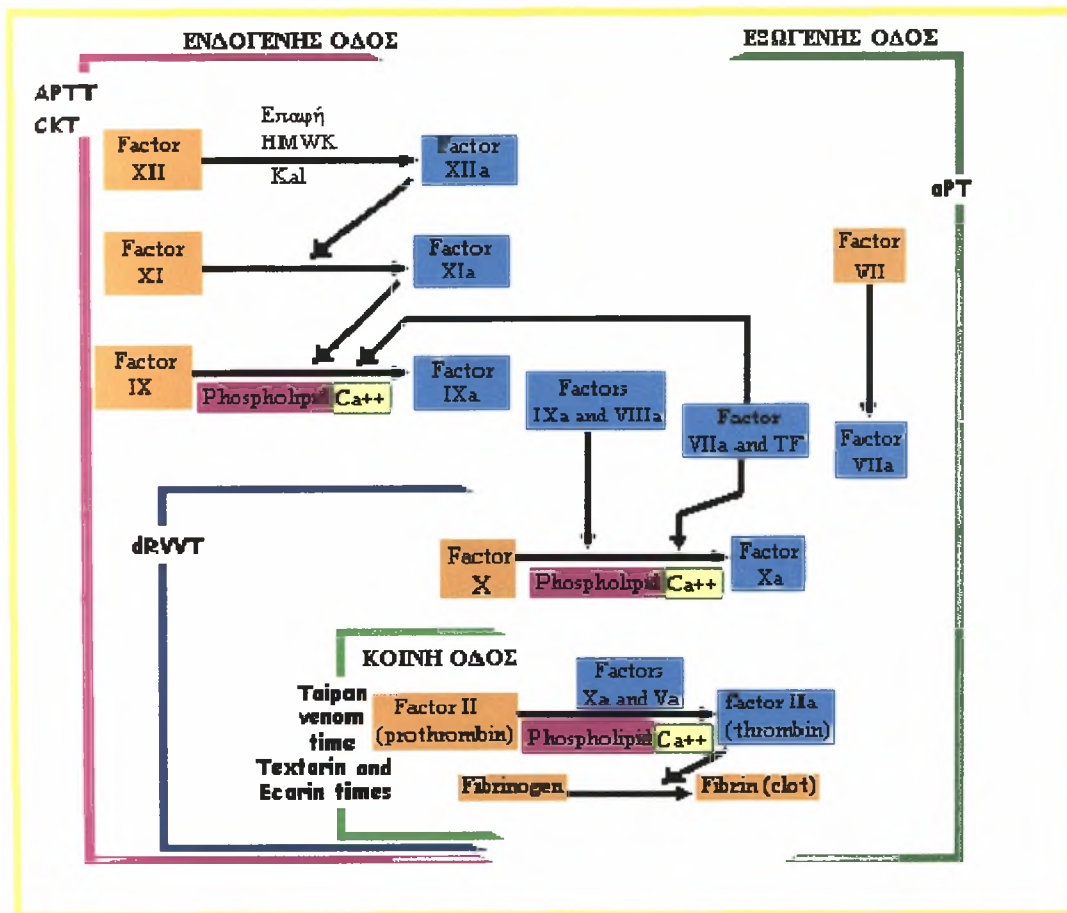 ΕΝΔΟΓΕΝΗΣ ΟΔΟΣ
ΕΞΩΓΕΝΗΣ ΟΔΟΣ
APTT
CKT
Factor
XII
Επαφή
HMWK
Kal
Factor
XIIa
aPT
Factor
XI
Factor
XIa
Factor
VII
Factor
IX
Phospholipid Ca++
Factor
IXa
Factors
IXa and VIIIa
Factor
VIIa and TF
Factor
VIIa
dRVVT
Factor
X
Phospholipid Ca++
Factor
Xa
ΚΟΙΝΗ ΟΔΟΣ
Taipan
venom
time
Textarin and
Ecarin times
Factor II
(prothrombin)
Factors
Xa and Va
Phospholipid Ca++
factor IIa
(thrombin)
Fibrinogen
Fibrin (clot)